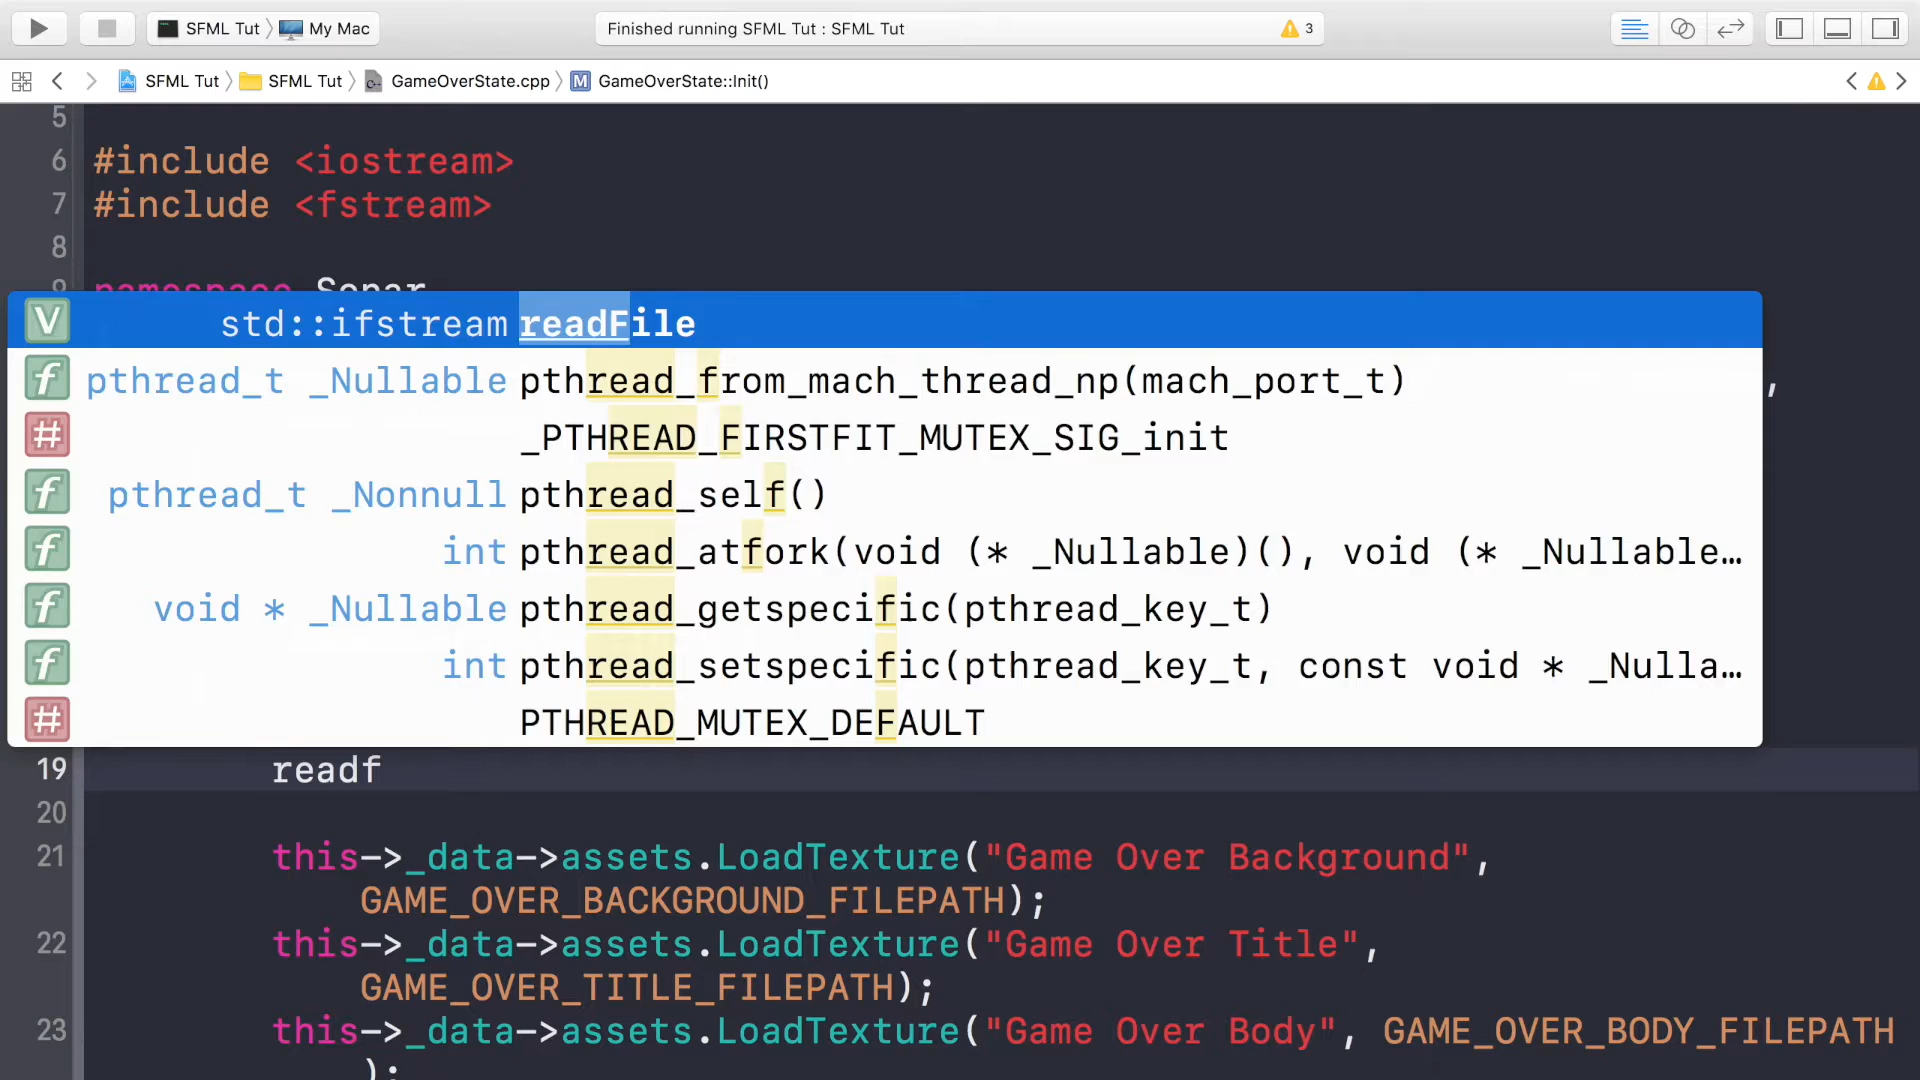 SFML Tut My Mac Finished running SFML Tut : SFML Tut 3
SFML Tut SFML Tut GameOverState.cpp M GameOverState::Init()
5
6 #include <iostream>
7 #include <fstream>
8
9 namespace Sonar
V std::ifstream readFile
f pthread_t _Nullable pthread_from_mach_thread_np(mach_port_t)
,
# _PTHREAD_FIRSTFIT_MUTEX_SIG_init
f pthread_t _Nonnull pthread_self()
f int pthread_atfork(void (* _Nullable)(), void (* _Nullable…
f void * _Nullable pthread_getspecific(pthread_key_t)
f int pthread_setspecific(pthread_key_t, const void * _Nulla…
# PTHREAD_MUTEX_DEFAULT
19 readf
20
21 this->_data->assets.LoadTexture("Game Over Background",
GAME_OVER_BACKGROUND_FILEPATH);
22 this->_data->assets.LoadTexture("Game Over Title",
GAME_OVER_TITLE_FILEPATH);
23 this->_data->assets.LoadTexture("Game Over Body", GAME_OVER_BODY_FILEPATH
);